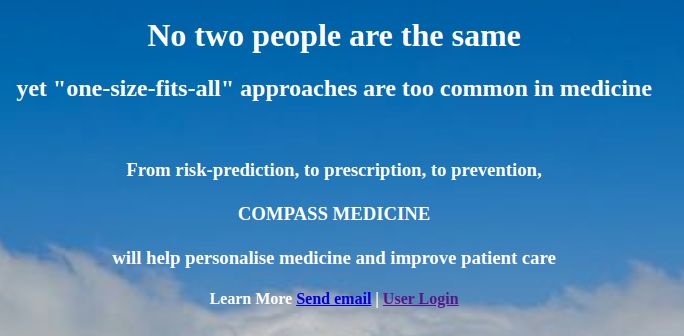 No two people are the same
yet "one-size-fits-all" approaches are too common in medicine
From risk-prediction, to prescription, to prevention,
COMPASS MEDICINE
will help personalise medicine and improve patient care
Learn More Send email | User Login